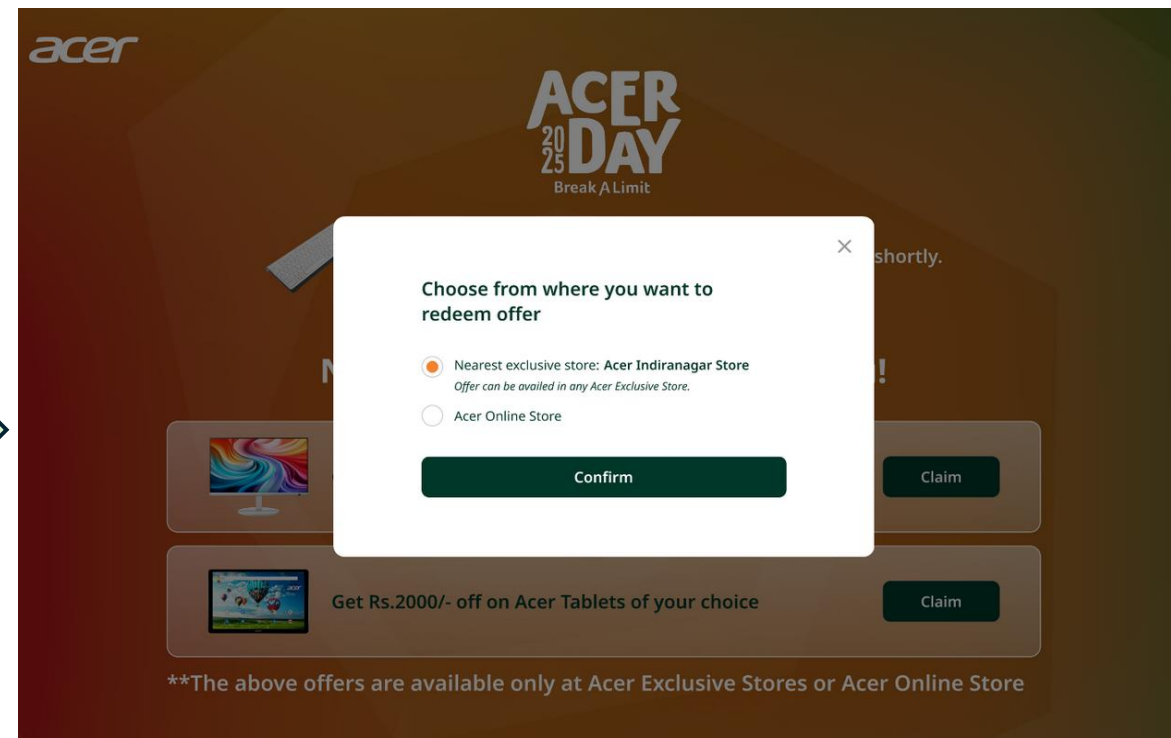 acer
ACER
2025 DAY
Break A Limit
shortly.
Choose from where you want to
redeem offer
Nearest exclusive store: Acer Indiranagar Store
Offer can be availed in any Acer Exclusive Store.
Acer Online Store
Confirm
Claim
acer
Get Rs.2000/- off on Acer Tablets of your choice
Claim
**The above offers are available only at Acer Exclusive Stores or Acer Online Store